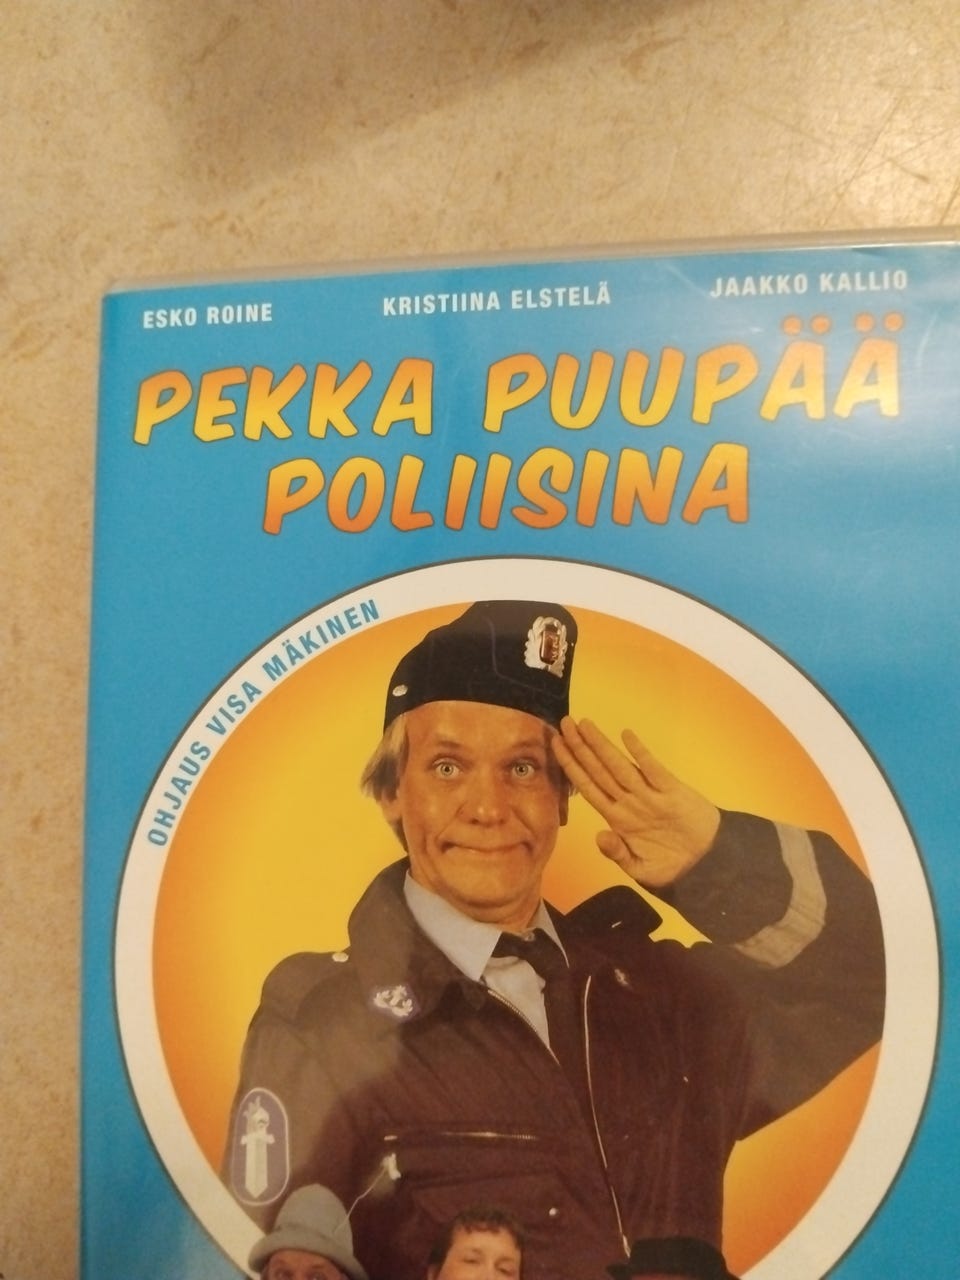 ESKO ROINE
KRISTIINA ELSTELÄ
JAAKKO KALLIO
PEKKA PUUPÄÄ
POLIISINA
OHJAUS VISA MÄKINEN